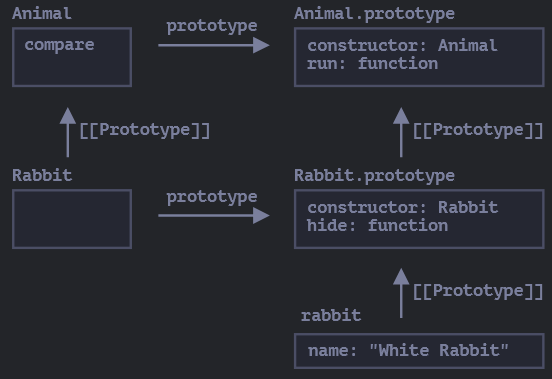 Animal
prototype
Animal.prototype
compare
constructor: Animal
run: function
[[Prototype]]
[[Prototype]]
Rabbit
prototype
Rabbit.prototype
constructor: Rabbit
hide: function
[[Prototype]]
rabbit
name: "White Rabbit"